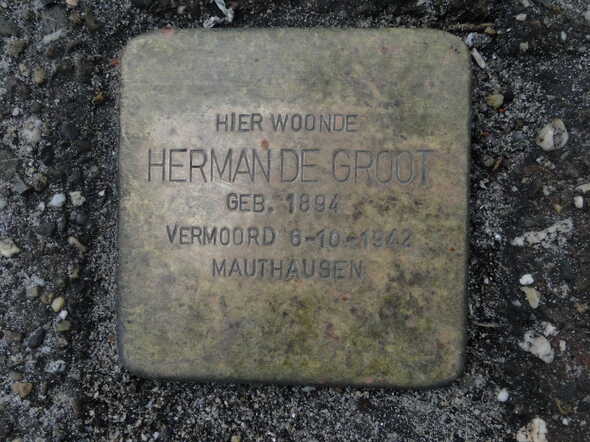 HIER WOONDE
HERMAN DE GROOT
GEB. 1894
VERMOORD 6-10-1942
MAUTHAUSEN